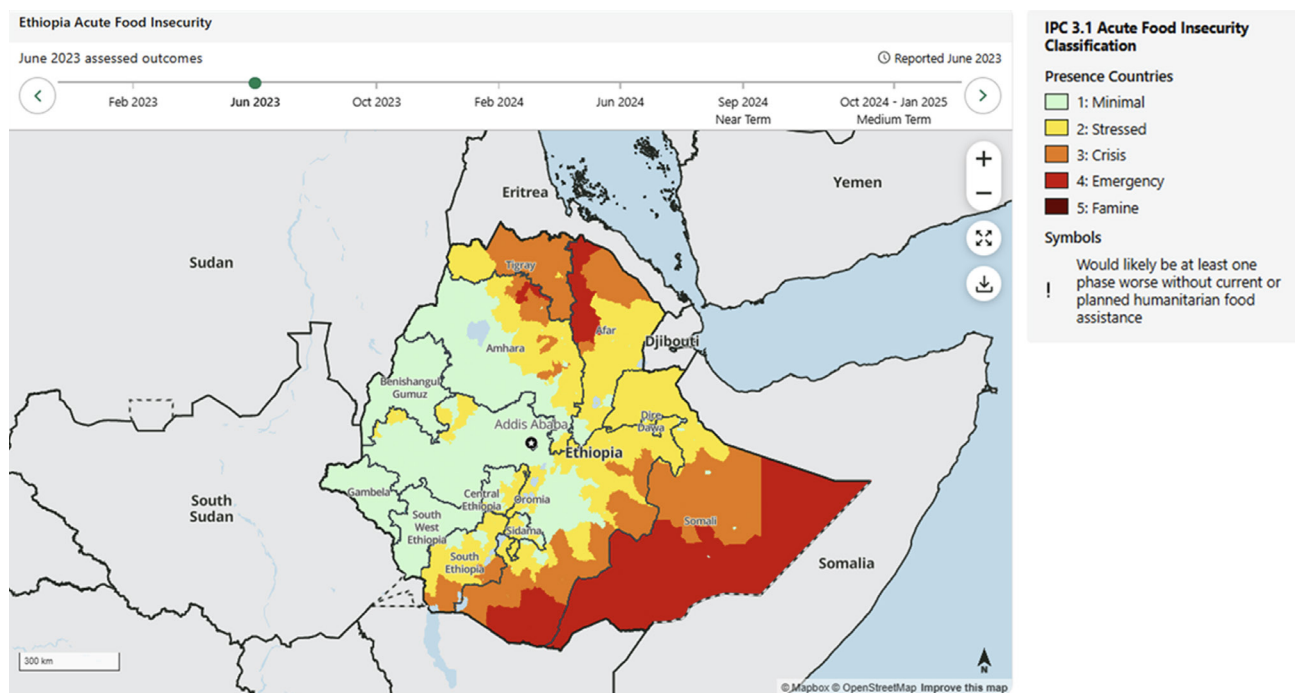 Ethiopia Acute Food Insecurity
June 2023 assessed outcomes
Reported June 2023
Feb 2023
Jun 2023
Oct 2023
Feb 2024
Jun 2024
Sep 2024
Near Term
Oct 2024 - Jan 2025
Medium Term
IPC 3.1 Acute Food Insecurity
Classification
Presence Countries
1: Minimal
2: Stressed
3: Crisis
4: Emergency
5: Famine
Symbols
!
Would likely be at least one
phase worse without current or
planned humanitarian food
assistance
+
−
Eritrea
Yemen
Sudan
Tigray
Afar
Djibouti
Amhara
Benishangul
Gumuz
Addis Ababa
Dire
Dawa
Ethiopia
Gambela
Central
Ethiopia
Oromia
South
Sudan
South
West
Ethiopia
Sidama
Somali
South
Ethiopia
Somalia
300 km
N
© Mapbox © OpenStreetMap Improve this map